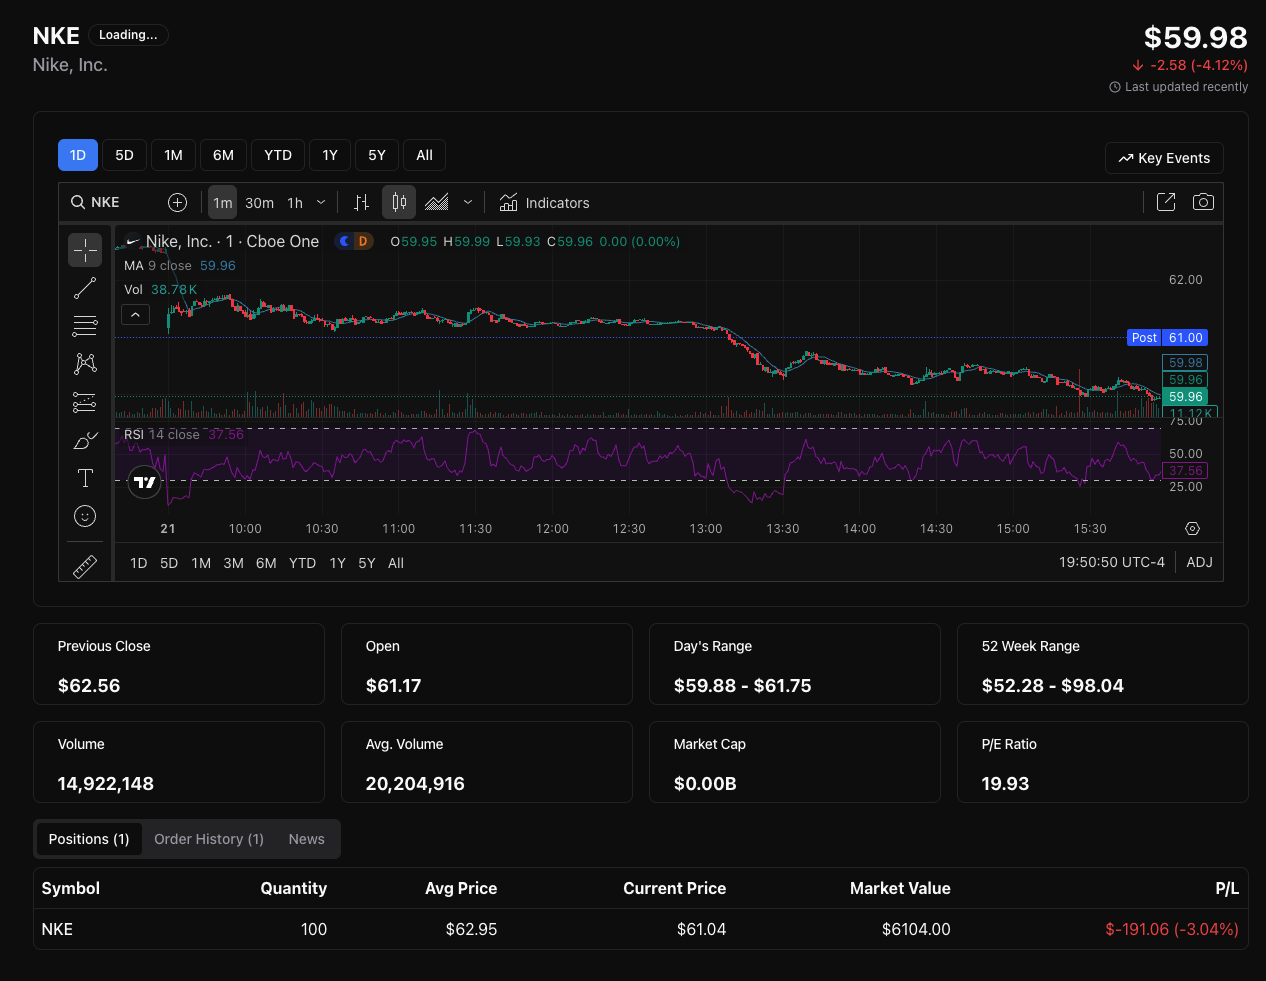 NKE Loading...
Nike, Inc.
$59.98
-2.58 (-4.12%)
Last updated recently
1D 5D 1M 6M YTD 1Y 5Y All
Key Events
NKE 1m 30m 1h Indicators
Nike, Inc. · 1 · Cboe One D O59.95 H59.99 L59.93 C59.96 0.00 (0.00%)
MA 9 close 59.96
Vol 38.78K
62.00
Post 61.00
59.98
59.96
59.96
11.12K
75.00
RSI 14 close 37.56
50.00
37.56
25.00
21 10:00 10:30 11:00 11:30 12:00 12:30 13:00 13:30 14:00 14:30 15:00 15:30
1D 5D 1M 3M 6M YTD 1Y 5Y All
19:50:50 UTC-4 ADJ
Previous Close
$62.56
Open
$61.17
Day's Range
$59.88 - $61.75
52 Week Range
$52.28 - $98.04
Volume
14,922,148
Avg. Volume
20,204,916
Market Cap
$0.00B
P/E Ratio
19.93
Positions (1) Order History (1) News
Symbol Quantity Avg Price Current Price Market Value P/L
NKE 100 $62.95 $61.04 $6104.00 $-191.06 (-3.04%)